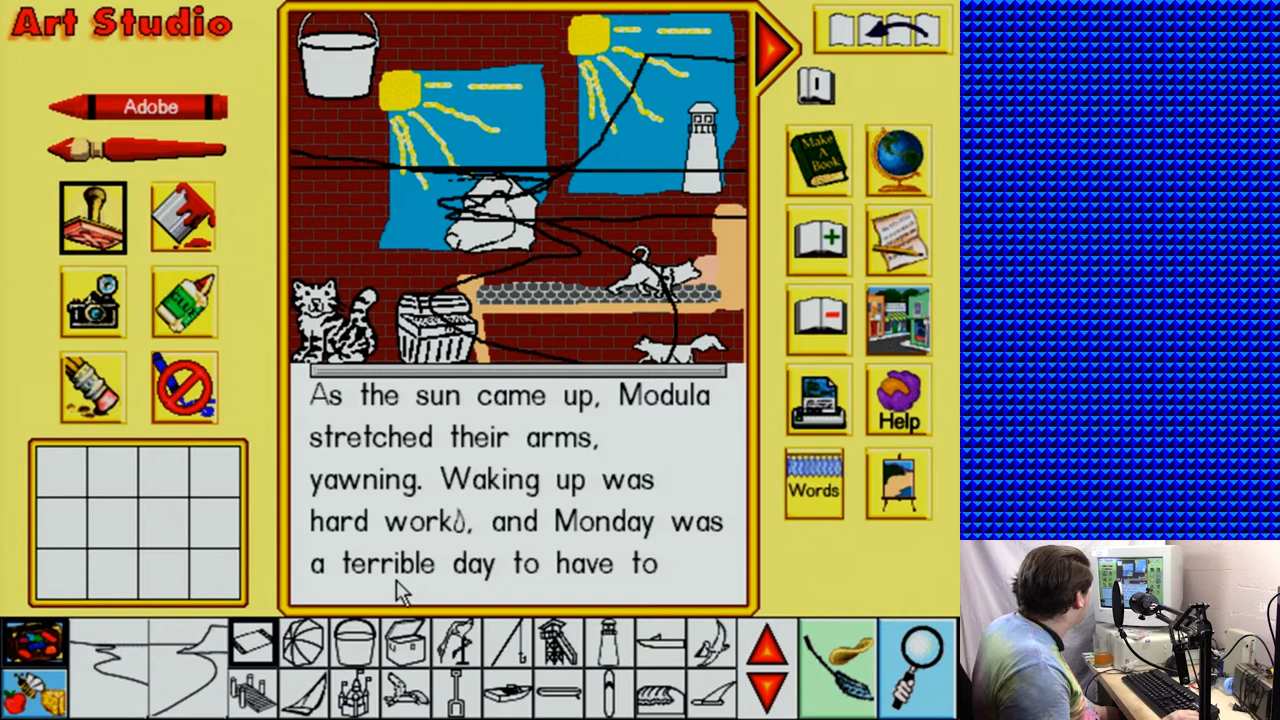 Art Studio
Adobe
Make
A
Book
Help
Words
As the sun came up, Modula
stretched their arms,
yawning. Waking up was
hard work, and Monday was
a terrible day to have to